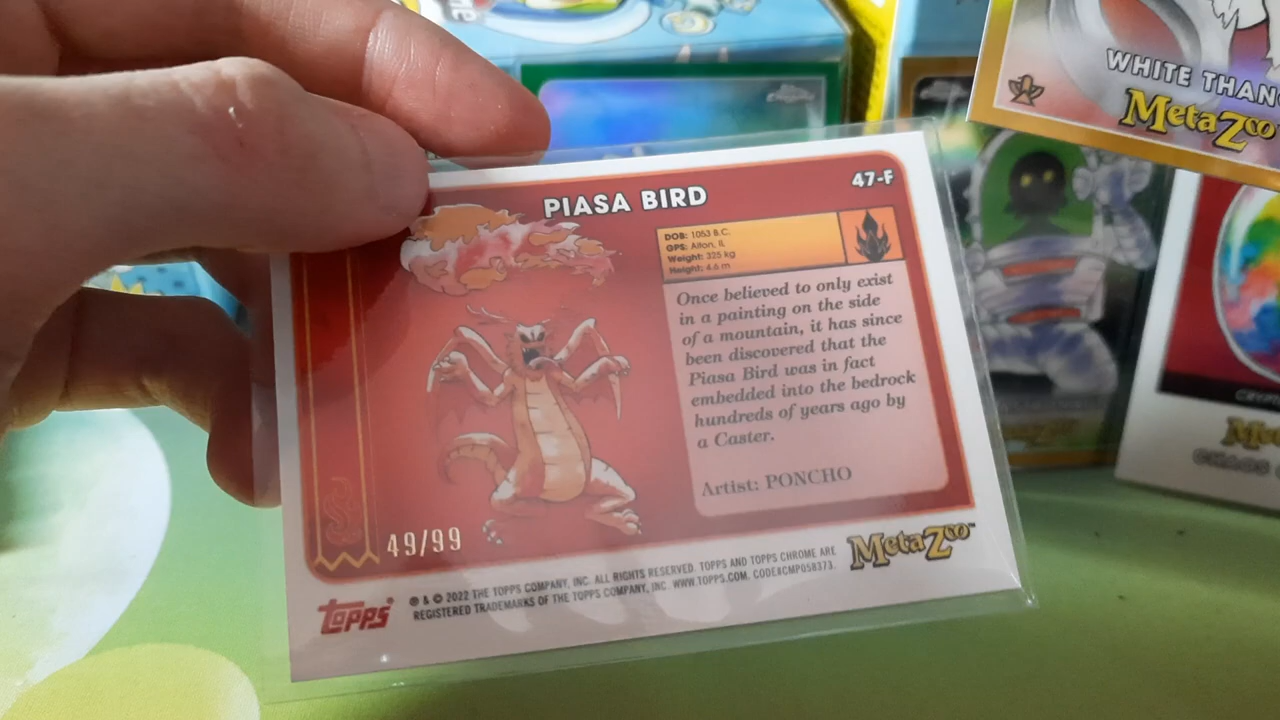 WHITE THAN
MetaZoo
PIASA BIRD
47-F
DOB: 1053 B.C.
GPS: Alton, IL
Weight: 325 kg
Height: 4.6 m
Once believed to only exist
in a painting on the side
of a mountain, it has since
been discovered that the
Piasa Bird was in fact
embedded into the bedrock
hundreds of years ago by
a Caster.
Artist: PONCHO
49/99
MetaZoo™
topps®
℗ & © 2022 THE TOPPS COMPANY, INC. ALL RIGHTS RESERVED. TOPPS AND TOPPS CHROME ARE
REGISTERED TRADEMARKS OF THE TOPPS COMPANY, INC. WWW.TOPPS.COM. CODE#CMP058373.